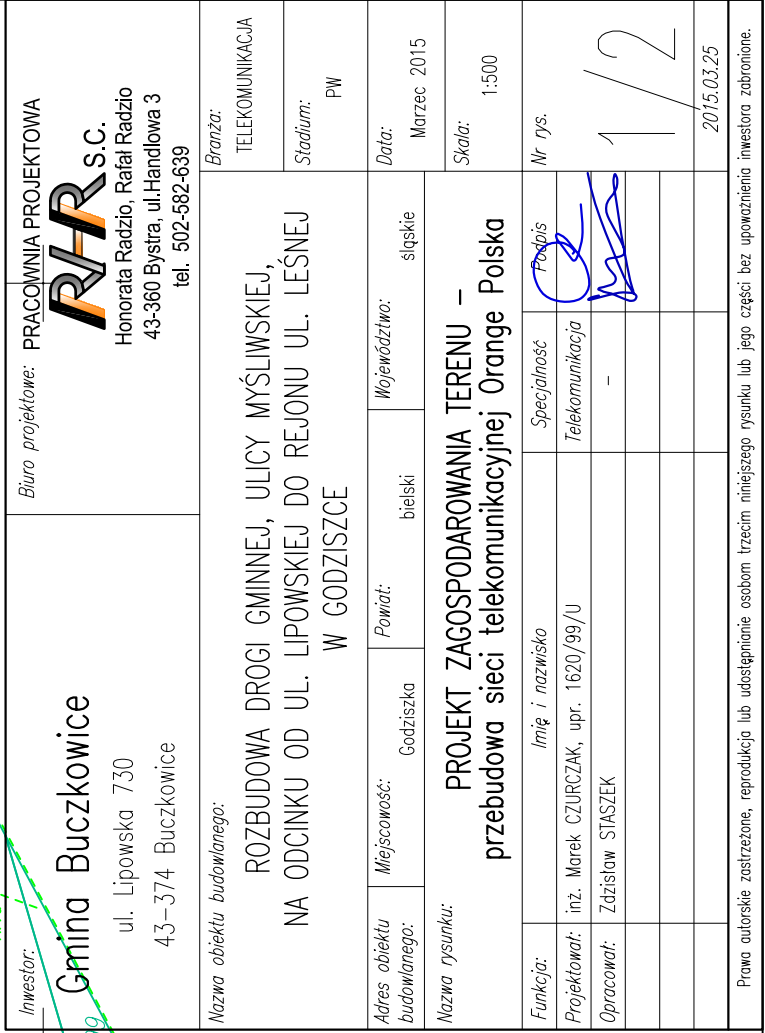 Inwestor:
Gmina Buczkowice
ul. Lipowska 730
43-374 Buczkowice
Biuro projektowe:
PRACOWNIA PROJEKTOWA
RHR s.c.
Honorata Radzio, Rafał Radzio
43-360 Bystra, ul.Handlowa 3
tel. 502-582-639
Nazwa obiektu budowlanego:
ROZBUDOWA DROGI GMINNEJ, ULICY MYŚLIWSKIEJ,
NA ODCINKU OD UL. LIPOWSKIEJ DO REJONU UL. LEŚNEJ
W GODZISZCE
Branża:
TELEKOMUNIKACJA
Stadium:
PW
Adres obiektu
budowlanego:
Miejscowość:
Godziszka
Powiat:
bielski
Województwo:
śląskie
Data:
Marzec 2015
Nazwa rysunku:
PROJEKT ZAGOSPODAROWANIA TERENU –
przebudowa sieci telekomunikacyjnej Orange Polska
Skala:
1:500
Funkcja: Imię i nazwisko Specjalność Podpis
Projektował: inż. Marek CZURCZAK, upr. 1620/99/U Telekomunikacja
Opracował: Zdzisław STASZEK –
Nr rys.
1/2
2015.03.25
Prawa autorskie zastrzeżone, reprodukcja lub udostępnianie osobom trzecim niniejszego rysunku lub jego części bez upoważnienia inwestora zabronione.